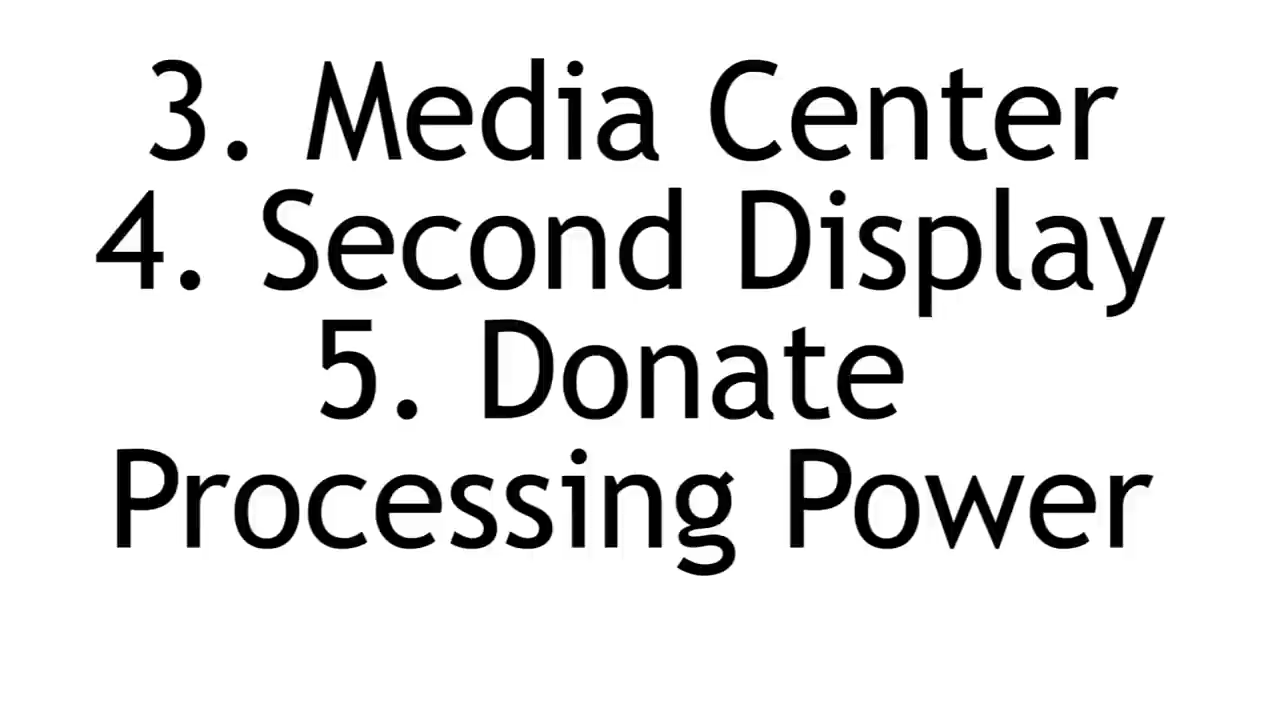 3. Media Center
4. Second Display
5. Donate
Processing Power